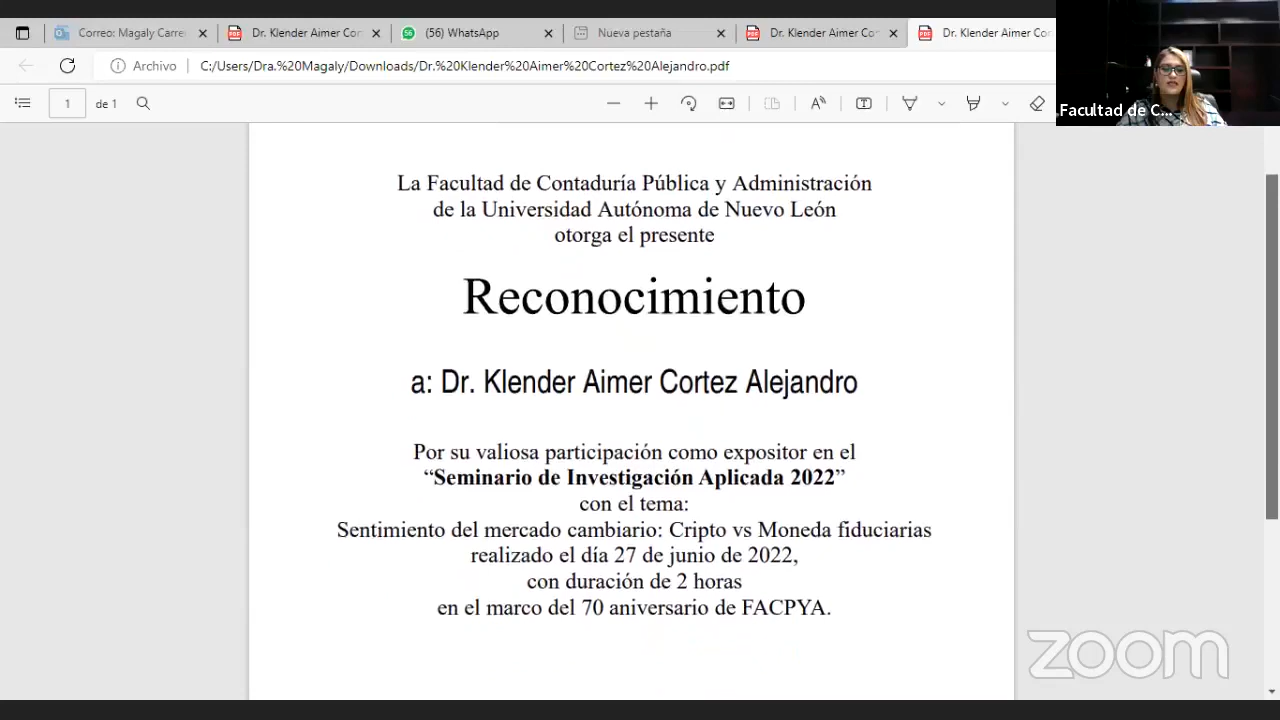 Correo: Magaly Carre
Dr. Klender Aimer Cor
(56) WhatsApp
Nueva pestaña
Dr. Klender Aimer Co
Dr. Klender Aimer Co
Archivo
C:/Users/Dra.%20Magaly/Downloads/Dr.%20Klender%20Aimer%20Cortez%20Alejandro.pdf
Facultad de C...
1 de 1
La Facultad de Contaduría Pública y Administración
de la Universidad Autónoma de Nuevo León
otorga el presente
Reconocimiento
a: Dr. Klender Aimer Cortez Alejandro
Por su valiosa participación como expositor en el
“Seminario de Investigación Aplicada 2022”
con el tema:
Sentimiento del mercado cambiario: Cripto vs Moneda fiduciarias
realizado el día 27 de junio de 2022,
con duración de 2 horas
en el marco del 70 aniversario de FACPYA.
zoom